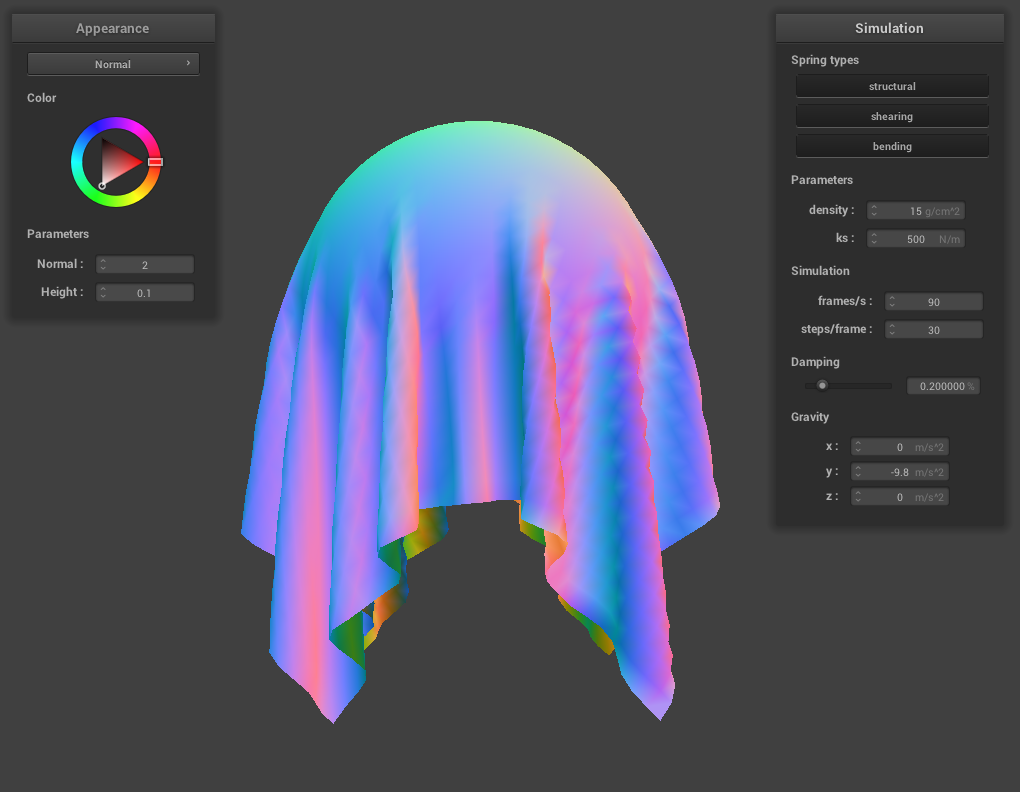 Appearance
Normal ›
Color
Parameters
Normal : 2
Height : 0.1
Simulation
Spring types
structural
shearing
bending
Parameters
density : 15 g/cm^2
ks : 500 N/m
Simulation
frames/s : 90
steps/frame : 30
Damping
0.200000 %
Gravity
x : 0 m/s^2
y : -9.8 m/s^2
z : 0 m/s^2